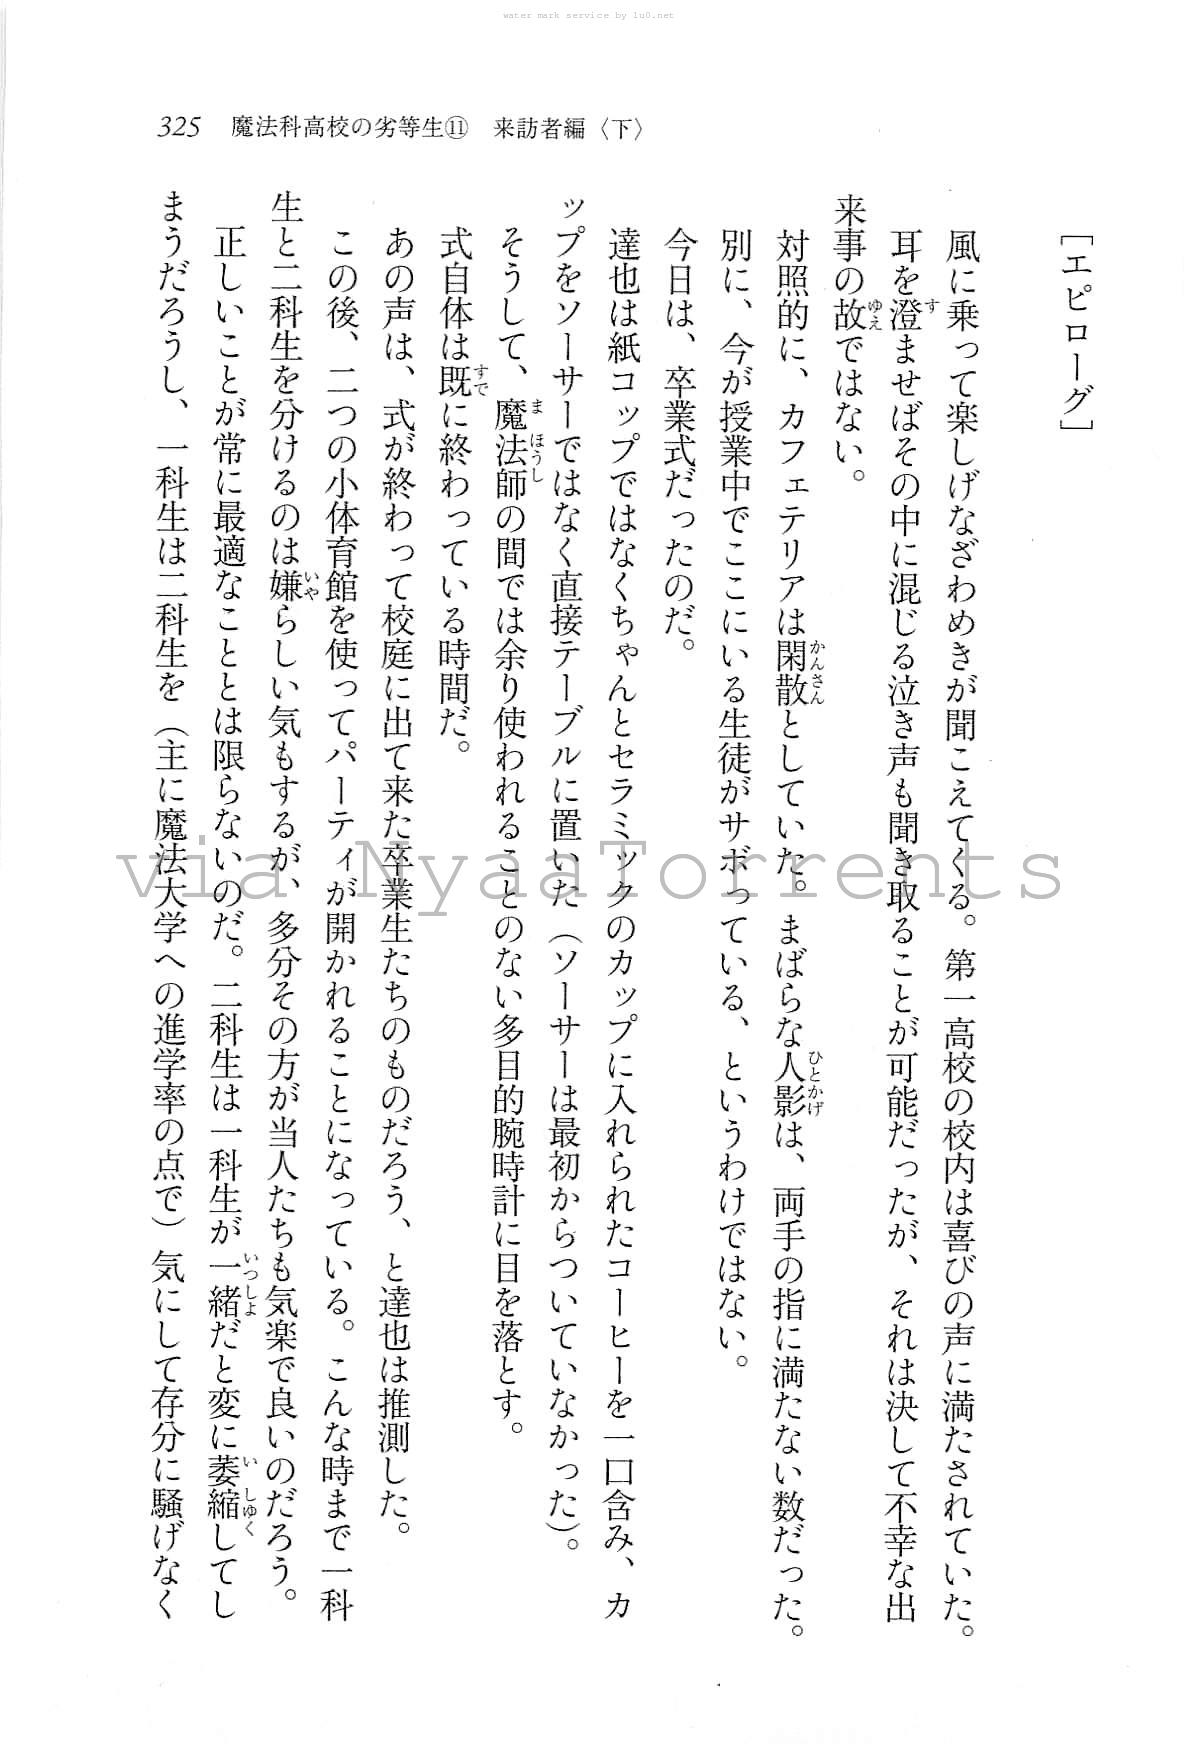 water mark service by lu0.net
325 魔法科高校の劣等生⑪ 来訪者編〈下〉
［エピローグ］
風に乗って楽しげなざわめきが聞こえてくる。第一高校の校内は喜びの声に満たされていた。
耳を澄ませばその中に混じる泣き声も聞き取ることが可能だったが、それは決して不幸な出
来事の故ではない。
対照的に、カフェテリアは閑散としていた。まばらな人影は、両手の指に満たない数だった。
別に、今が授業中でここにいる生徒がサボっている、というわけではない。
今日は、卒業式だったのだ。
達也は紙コップではなくちゃんとセラミックのカップに入れられたコーヒーを一口含み、カ
ップをソーサーではなく直接テーブルに置いた（ソーサーは最初からついていなかった）。
そうして、魔法師の間では余り使われることのない多目的腕時計に目を落とす。
式自体は既に終わっている時間だ。
あの声は、式が終わって校庭に出て来た卒業生たちのものだろう、と達也は推測した。
この後、二つの小体育館を使ってパーティが開かれることになっている。こんな時まで一科
生と二科生を分けるのは嫌らしい気もするが、多分その方が当人たちも気楽で良いのだろう。
正しいことが常に最適なこととは限らないのだ。二科生は一科生が一緒だと変に萎縮してし
まうだろうし、一科生は二科生を（主に魔法大学への進学率の点で）気にして存分に騒げなく
via NyaaTorrents